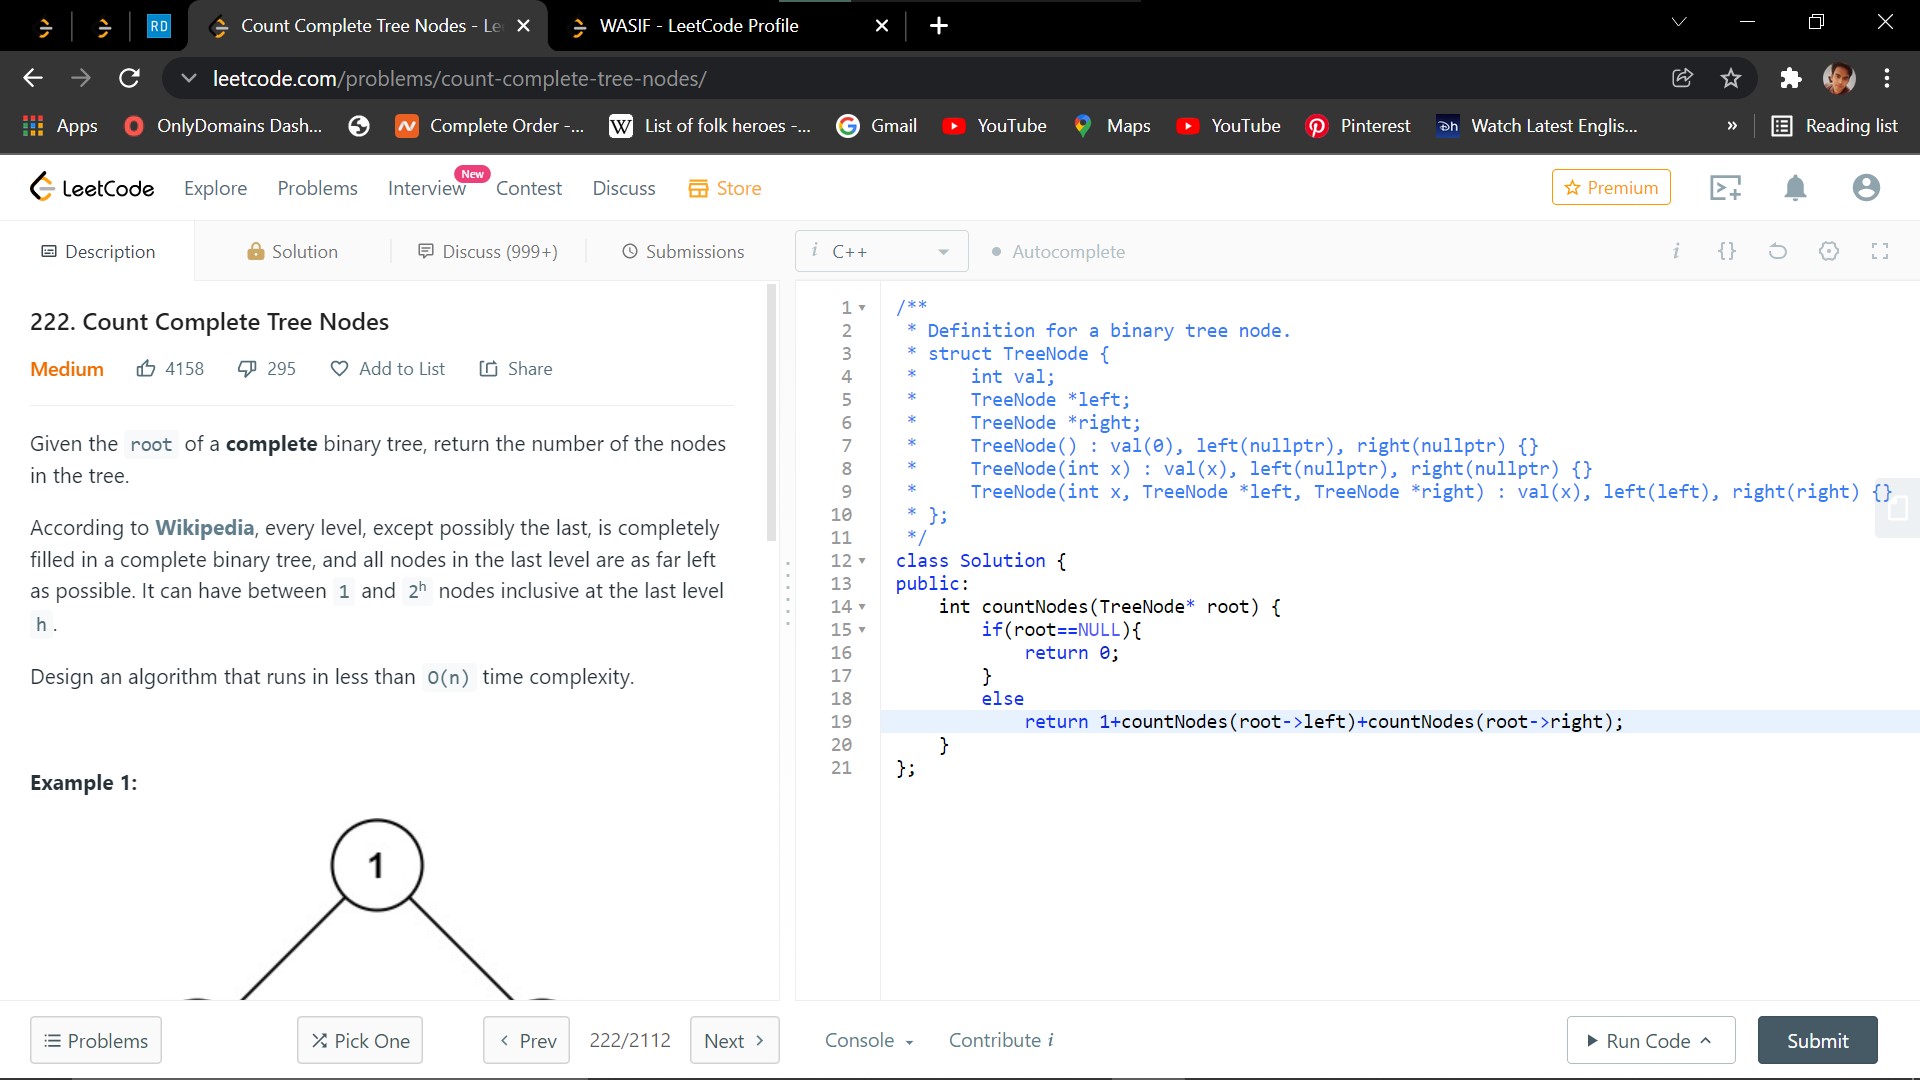 RD
Count Complete Tree Nodes - Le
WASIF - LeetCode Profile
leetcode.com/problems/count-complete-tree-nodes/
Apps
OnlyDomains Dash...
Complete Order -...
W List of folk heroes -...
Gmail
YouTube
Maps
YouTube
Pinterest
Dh Watch Latest Englis...
»
Reading list
LeetCode
Explore
Problems
Interview
New
Contest
Discuss
Store
Premium
Description
Solution
Discuss (999+)
Submissions
i C++
Autocomplete
i {}
222. Count Complete Tree Nodes
Medium 4158 295 Add to List Share
Given the root of a complete binary tree, return the number of the nodes
in the tree.
According to Wikipedia, every level, except possibly the last, is completely
filled in a complete binary tree, and all nodes in the last level are as far left
as possible. It can have between 1 and 2ʰ nodes inclusive at the last level
h.
Design an algorithm that runs in less than O(n) time complexity.
Example 1:
1
1 /**
2 * Definition for a binary tree node.
3 * struct TreeNode {
4 * int val;
5 * TreeNode *left;
6 * TreeNode *right;
7 * TreeNode() : val(0), left(nullptr), right(nullptr) {}
8 * TreeNode(int x) : val(x), left(nullptr), right(nullptr) {}
9 * TreeNode(int x, TreeNode *left, TreeNode *right) : val(x), left(left), right(right) {}
10 * };
11 */
12 class Solution {
13 public:
14 int countNodes(TreeNode* root) {
15 if(root==NULL){
16 return 0;
17 }
18 else
19 return 1+countNodes(root->left)+countNodes(root->right);
20 }
21 };
Problems
Pick One
Prev
222/2112
Next
Console
Contribute i
Run Code
Submit